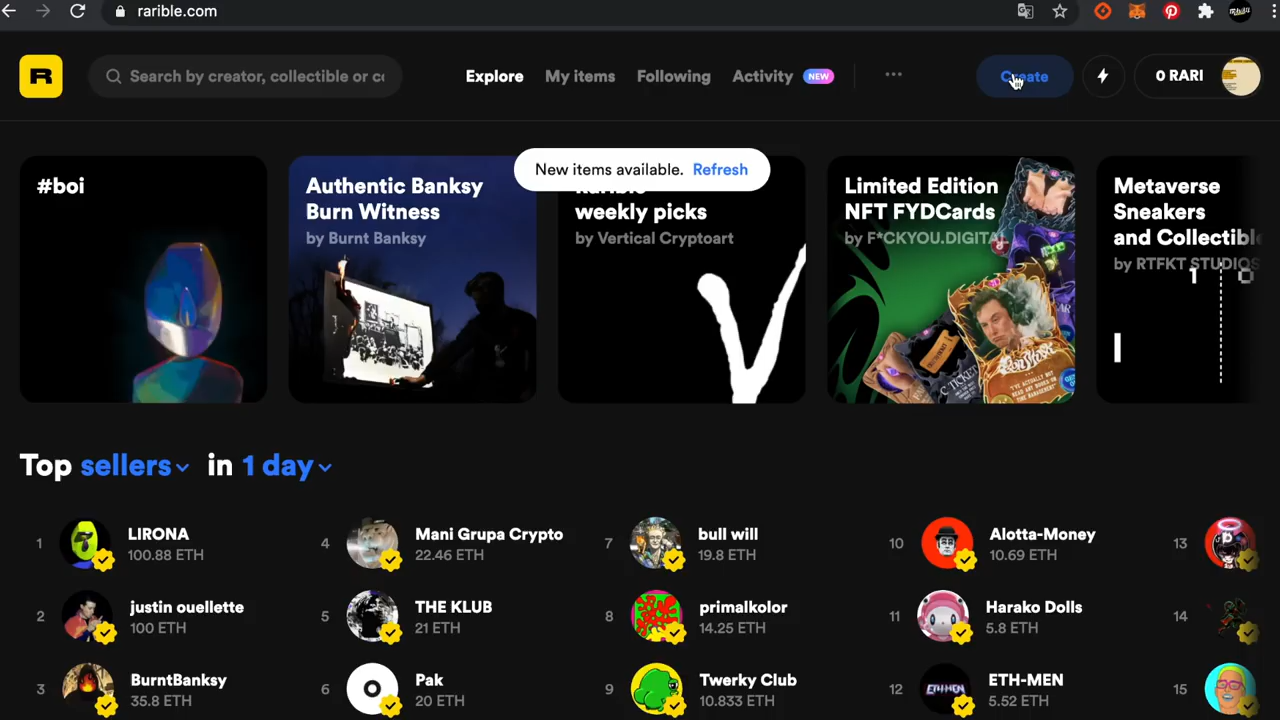 rarible.com
R
Search by creator, collectible or cc
Explore
My items
Following
Activity
NEW
Create
0 RARI
New items available. Refresh
#boi
Authentic Banksy
Burn Witness
by Burnt Banksy
weekly picks
by Vertical Cryptoart
Limited Edition
NFT FYDCards
by F*CKYOU.DIGITAL
Metaverse
Sneakers
and Collectible
by RTFKT STUDIOS
Top sellers in 1 day
1
LIRONA
100.88 ETH
2
justin ouellette
100 ETH
3
BurntBanksy
35.8 ETH
4
Mani Grupa Crypto
22.46 ETH
5
THE KLUB
21 ETH
6
Pak
20 ETH
7
bull will
19.8 ETH
8
primalkolor
14.25 ETH
9
Twerky Club
10.833 ETH
10
Alotta-Money
10.69 ETH
11
Harako Dolls
5.8 ETH
12
ETH-MEN
5.52 ETH
13
14
15